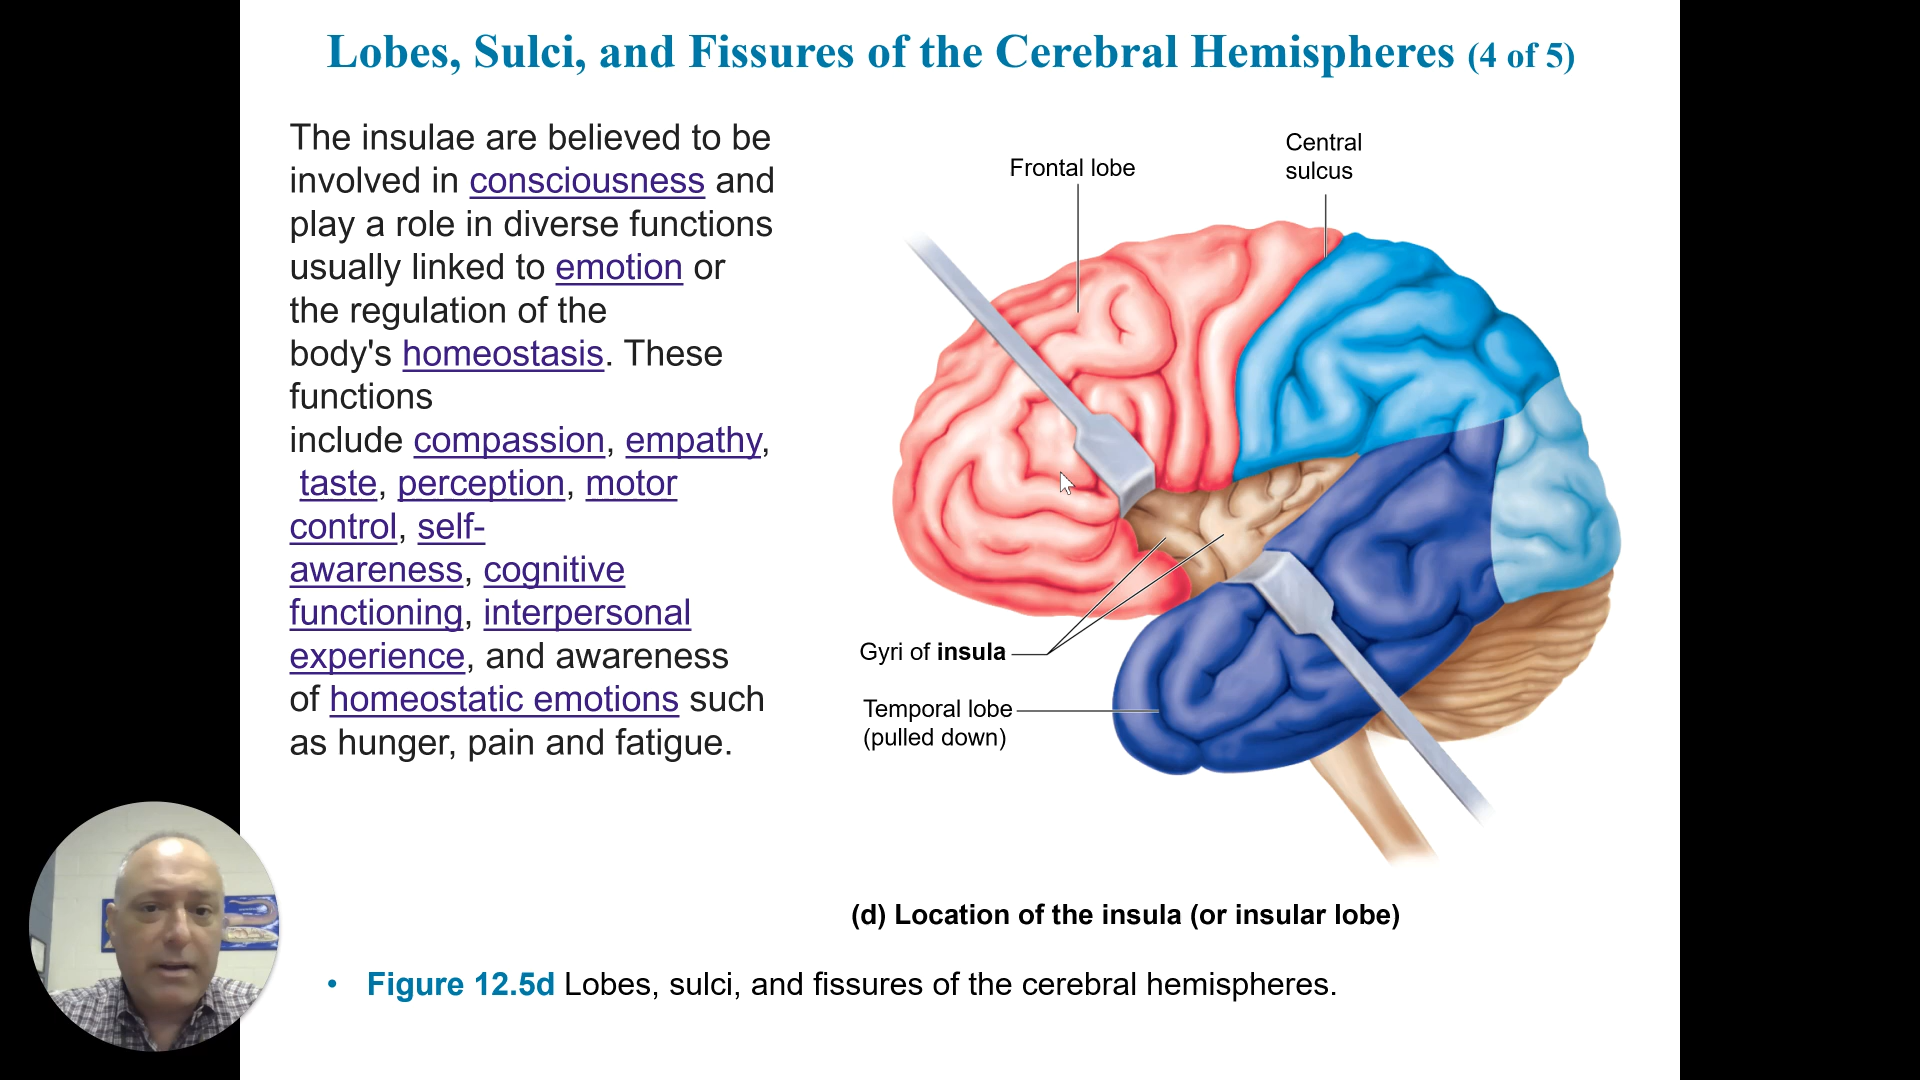 Lobes, Sulci, and Fissures of the Cerebral Hemispheres (4 of 5)
The insulae are believed to be
involved in consciousness and
play a role in diverse functions
usually linked to emotion or
the regulation of the
body's homeostasis. These
functions
include compassion, empathy,
taste, perception, motor
control, self-
awareness, cognitive
functioning, interpersonal
experience, and awareness
of homeostatic emotions such
as hunger, pain and fatigue.
Frontal lobe
Central
sulcus
Gyri of insula
Temporal lobe
(pulled down)
(d) Location of the insula (or insular lobe)
• Figure 12.5d Lobes, sulci, and fissures of the cerebral hemispheres.